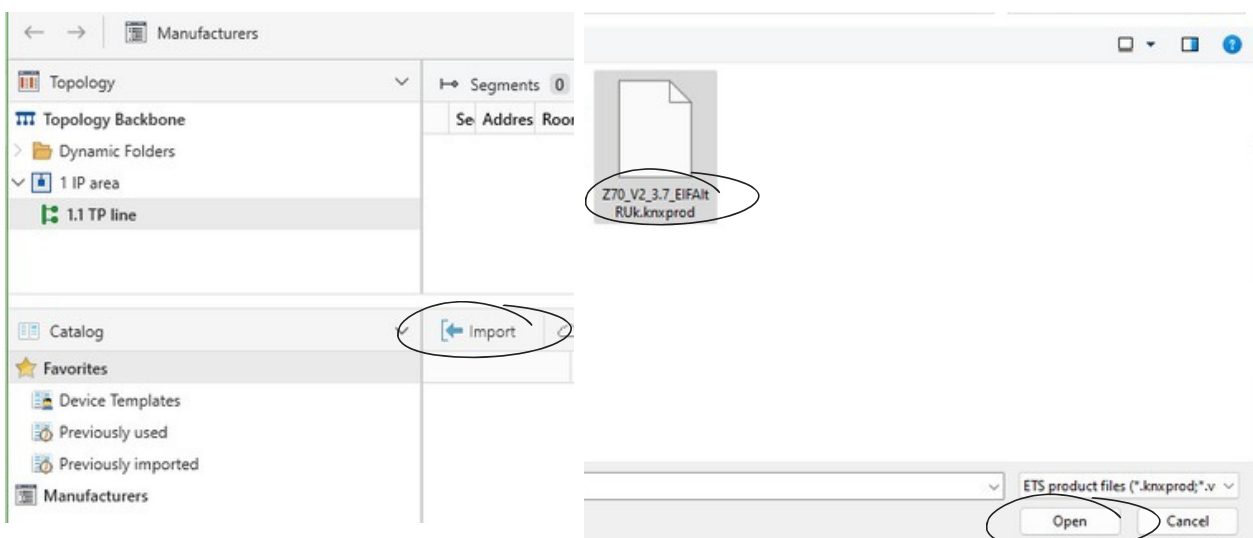 Manufacturers
Topology
Segments 0
Topology Backbone
Se Addres Roor
Dynamic Folders
1 IP area
1.1 TP line
Catalog
Import
Favorites
Device Templates
Previously used
Previously imported
Manufacturers
Z70_V2_3.7_EIFAlt
RUk.knxprod
ETS product files (*.knxprod;*.v
Open
Cancel